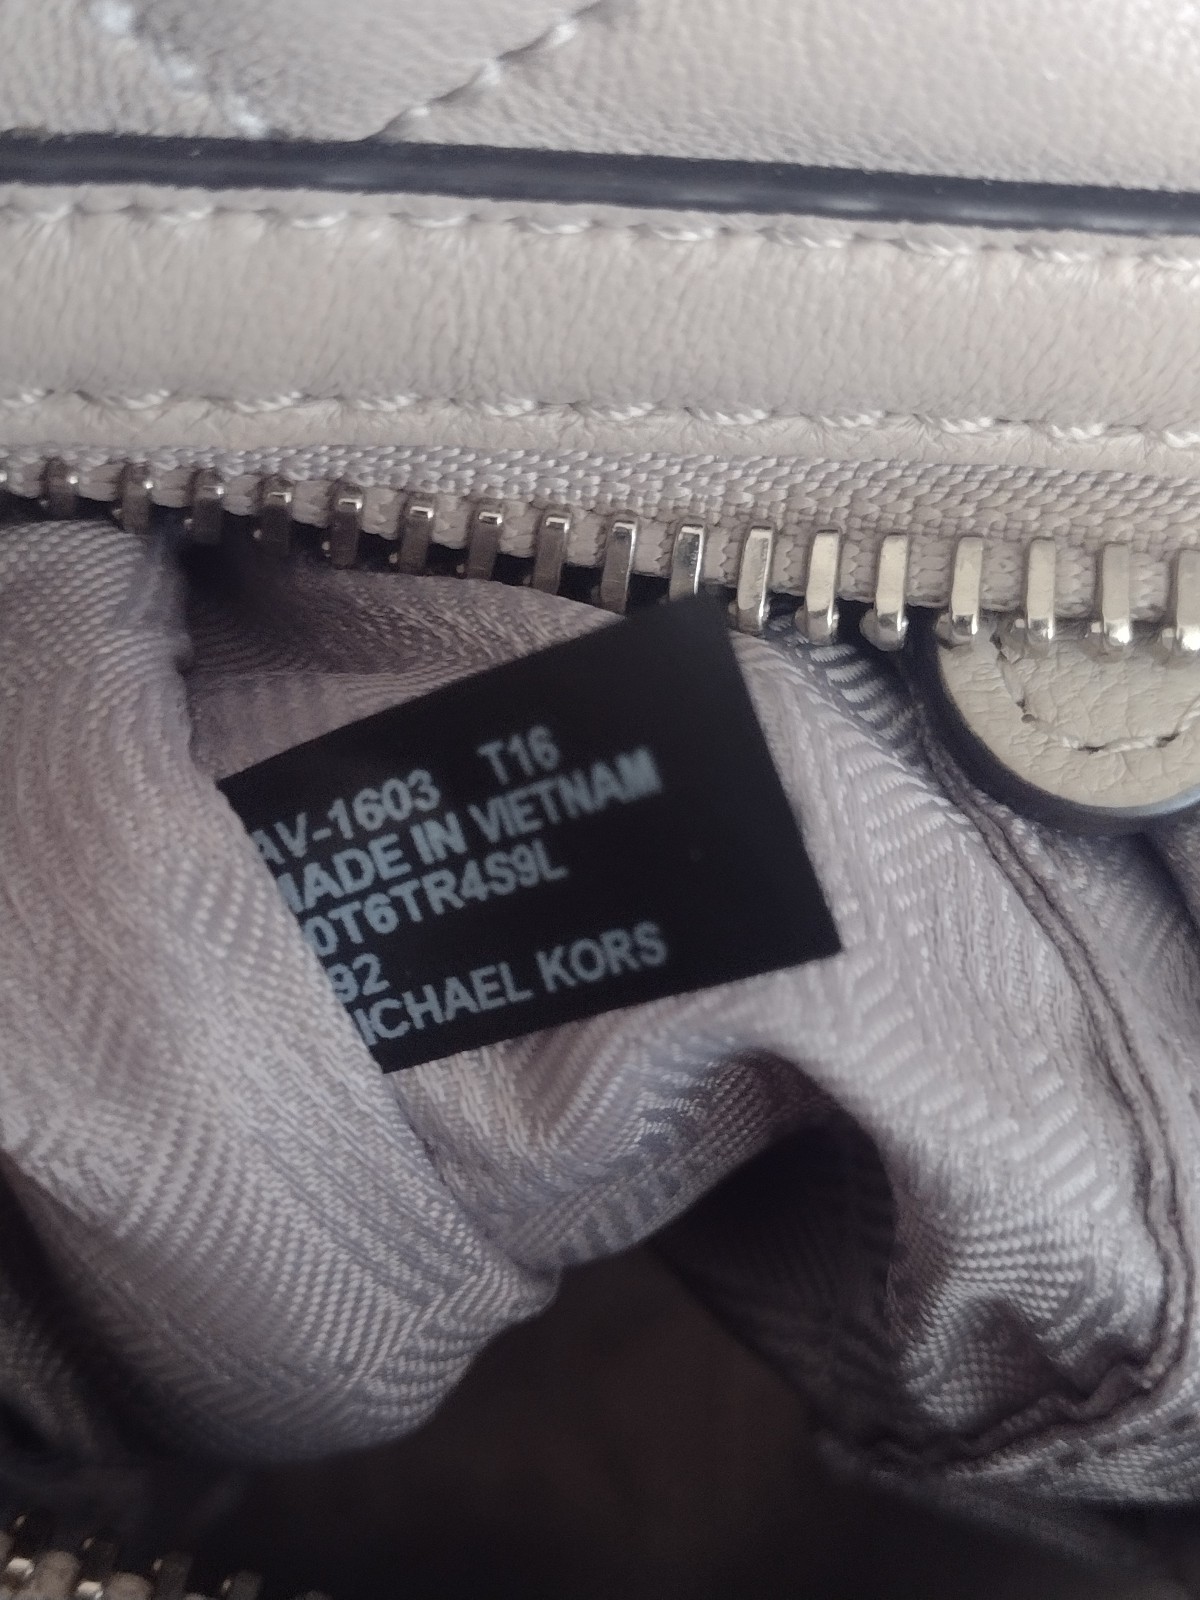 AV-1603 T16
MADE IN VIETNAM
0T6TR4S9L
92
MICHAEL KORS